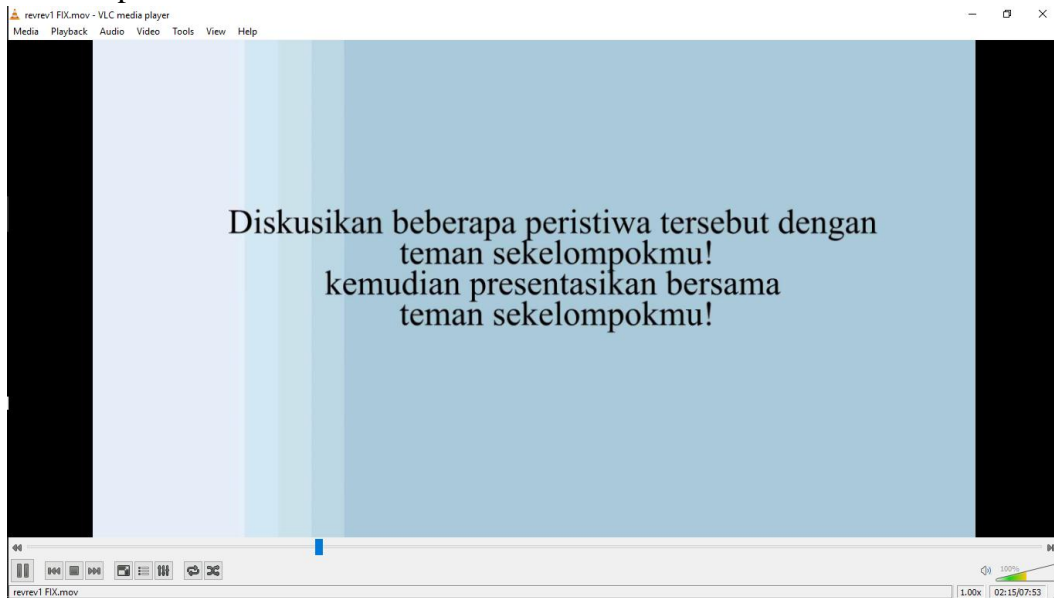 revrev1 FIX.mov - VLC media player
Media Playback Audio Video Tools View Help
Diskusikan beberapa peristiwa tersebut dengan
teman sekelompokmu!
kemudian presentasikan bersama
teman sekelompokmu!
100%
revrev1 FIX.mov 1.00x 02:15/07:53